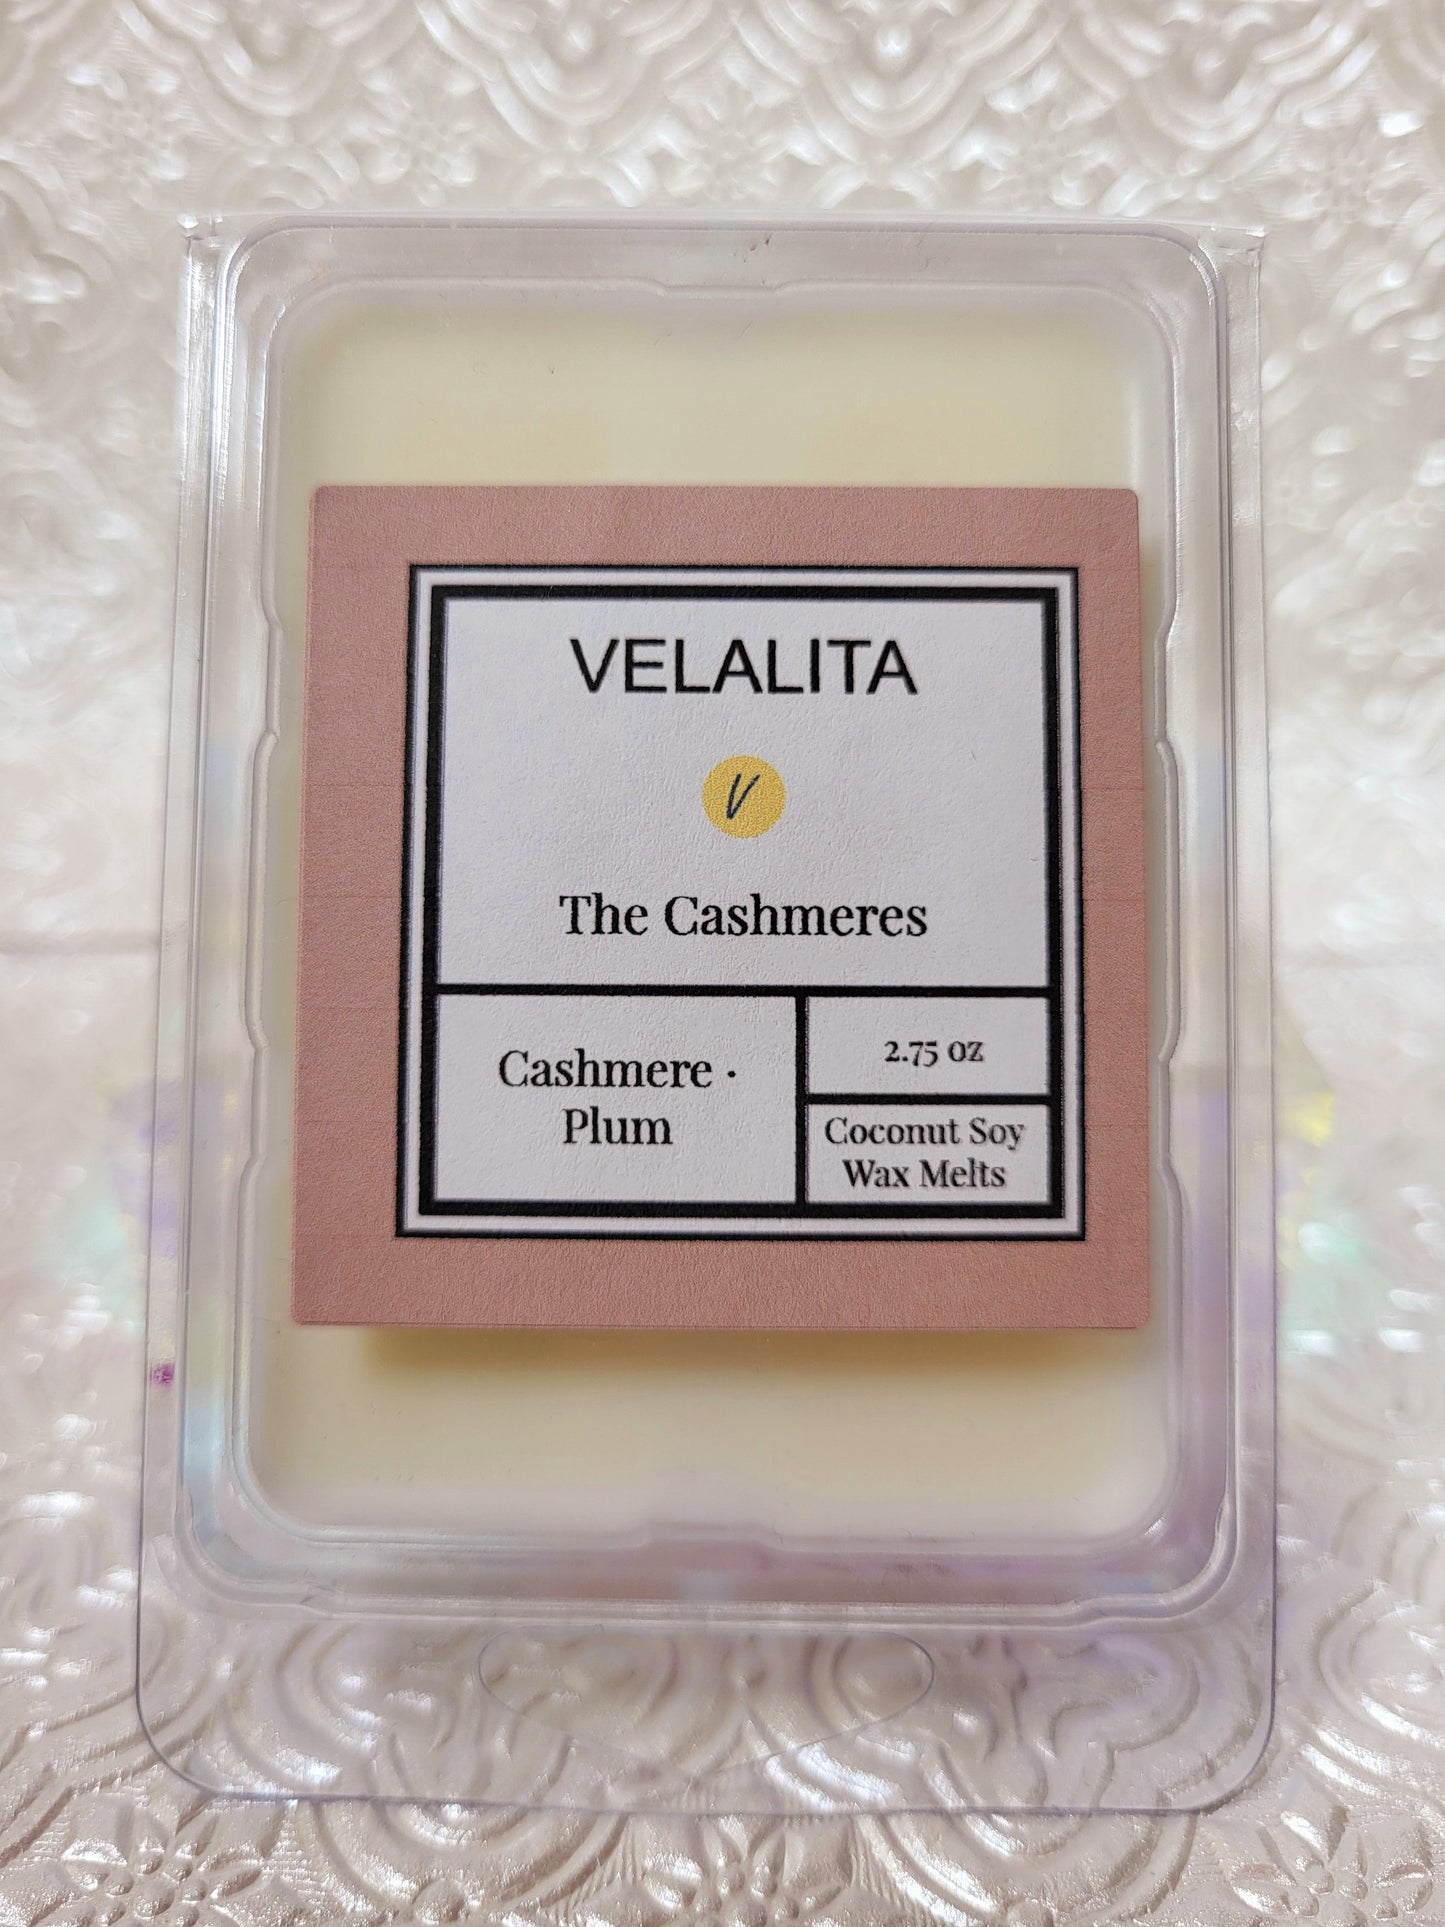 VELALITA
V
The Cashmeres
Cashmere ·
Plum
2.75 oz
Coconut Soy
Wax Melts